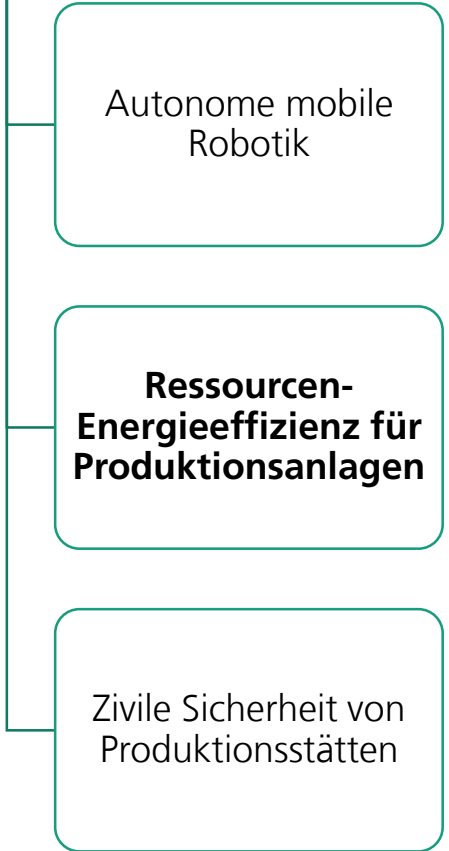 Autonome mobile
Robotik
Ressourcen-
Energieeffizienz für
Produktionsanlagen
Zivile Sicherheit von
Produktionsstätten